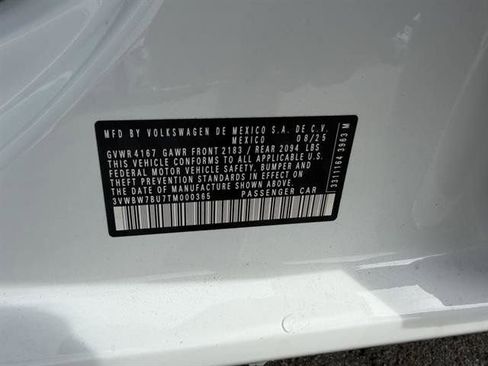 MFD. BY VOLKSWAGEN DE MEXICO S.A. DE C.V.
MEXICO 08/25
GVWR 4167 GAWR FRONT 2183 / REAR 2094 LBS
THIS VEHICLE CONFORMS TO ALL APPLICABLE U.S.
FEDERAL MOTOR VEHICLE SAFETY, BUMPER AND
THEFT PREVENTION STANDARDS IN EFFECT ON
THE DATE OF MANUFACTURE SHOWN ABOVE.
3VWBW7BU7TM000365 PASSENGER CAR
3311164 3963 M